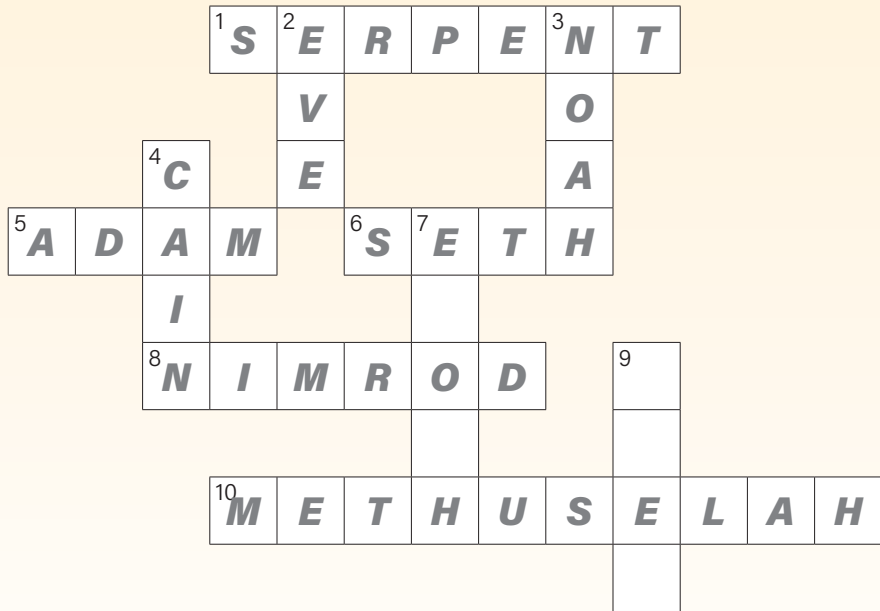 1 S 2 E R P E 3 N T
V O
4 C E A
5 A D A M 6 S 7 E T H
I
8 N I M R O D 9
10 M E T H U S E L A H